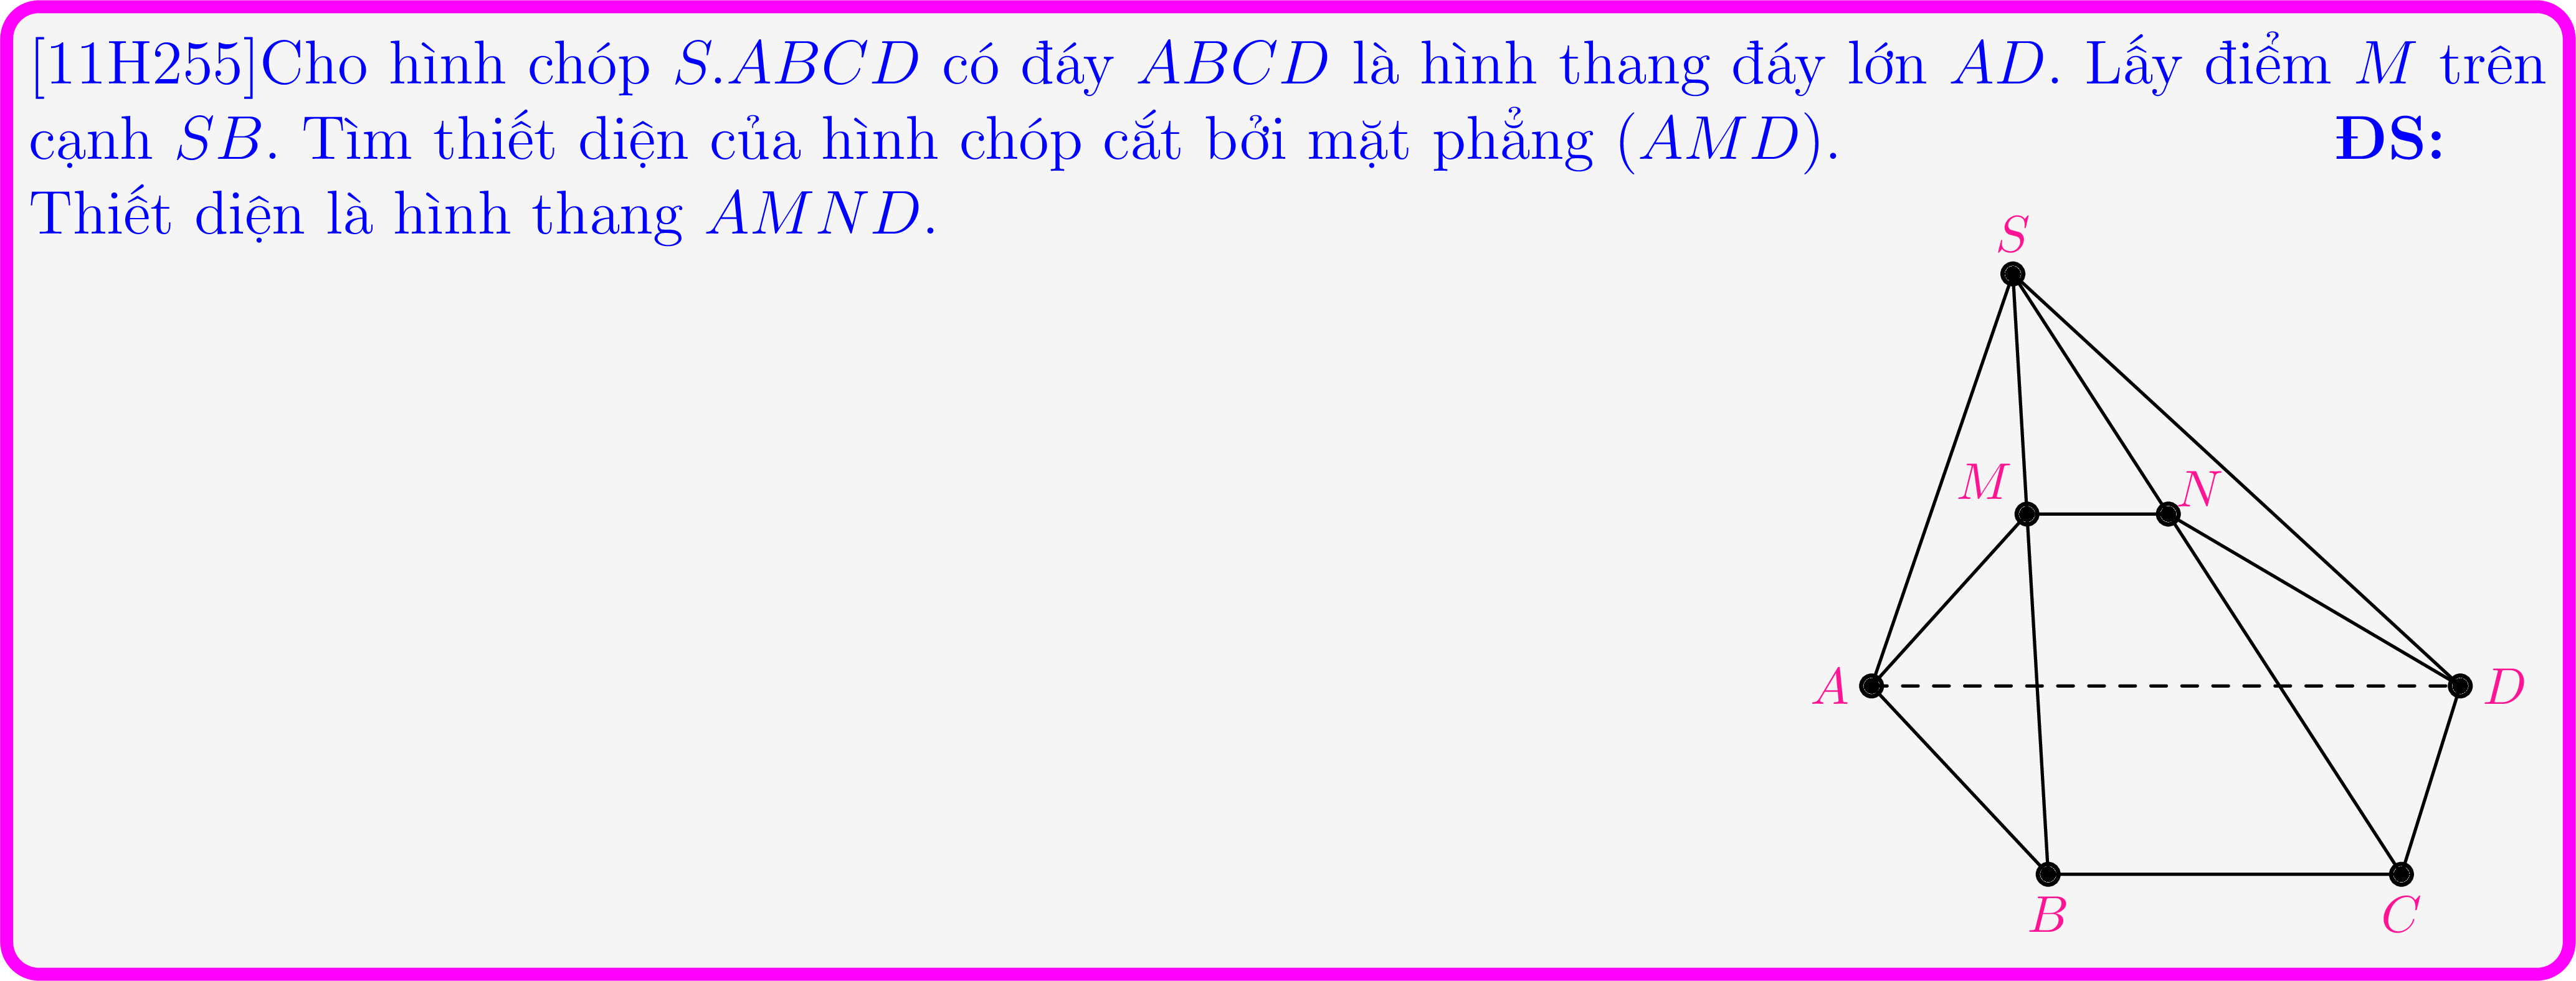 [11H255]Cho hình chóp S.ABCD có đáy ABCD là hình thang đáy lớn AD. Lấy điểm M trên
cạnh SB. Tìm thiết diện của hình chóp cắt bởi mặt phẳng (AMD). ĐS:
Thiết diện là hình thang AMND.
S
M
N
A
D
B
C